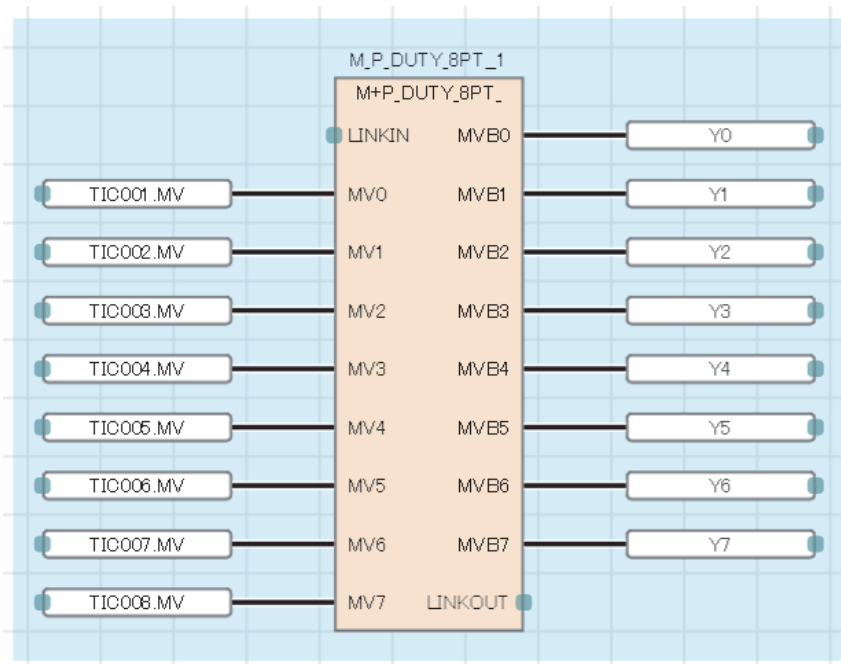 M_P_DUTY_8PT_1
M+P_DUTY_8PT_
LINKIN MVB0 Y0
TIC001.MV MV0 MVB1 Y1
TIC002.MV MV1 MVB2 Y2
TIC003.MV MV2 MVB3 Y3
TIC004.MV MV3 MVB4 Y4
TIC005.MV MV4 MVB5 Y5
TIC006.MV MV5 MVB6 Y6
TIC007.MV MV6 MVB7 Y7
TIC008.MV MV7 LINKOUT